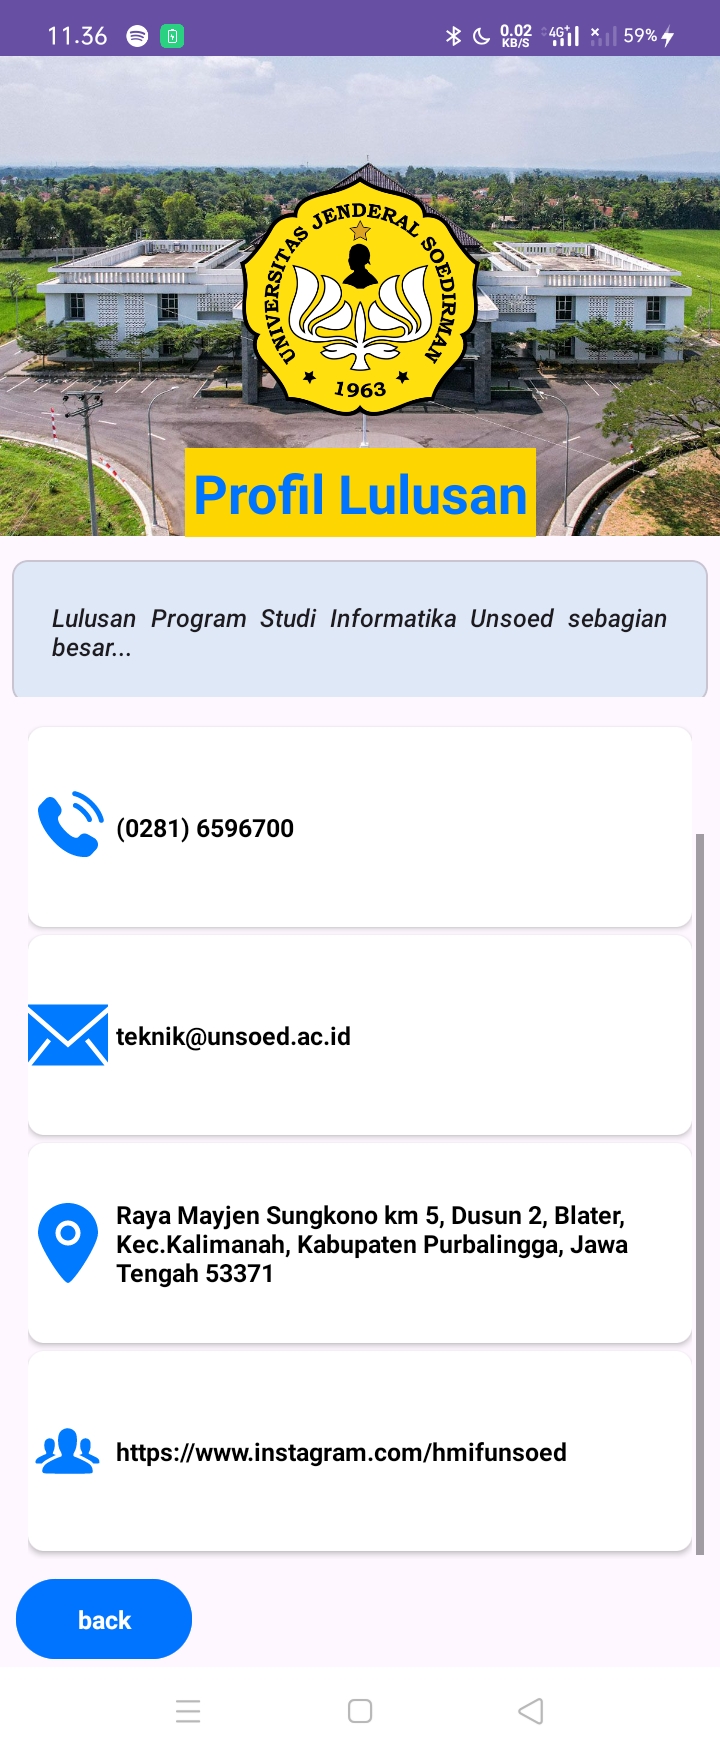 11.36
0.02
KB/S
4G+
59%
UNIVERSITAS JENDERAL SOEDIRMAN
1963
Profil Lulusan
Lulusan Program Studi Informatika Unsoed sebagian
besar...
(0281) 6596700
teknik@unsoed.ac.id
Raya Mayjen Sungkono km 5, Dusun 2, Blater,
Kec.Kalimanah, Kabupaten Purbalingga, Jawa
Tengah 53371
https://www.instagram.com/hmifunsoed
back